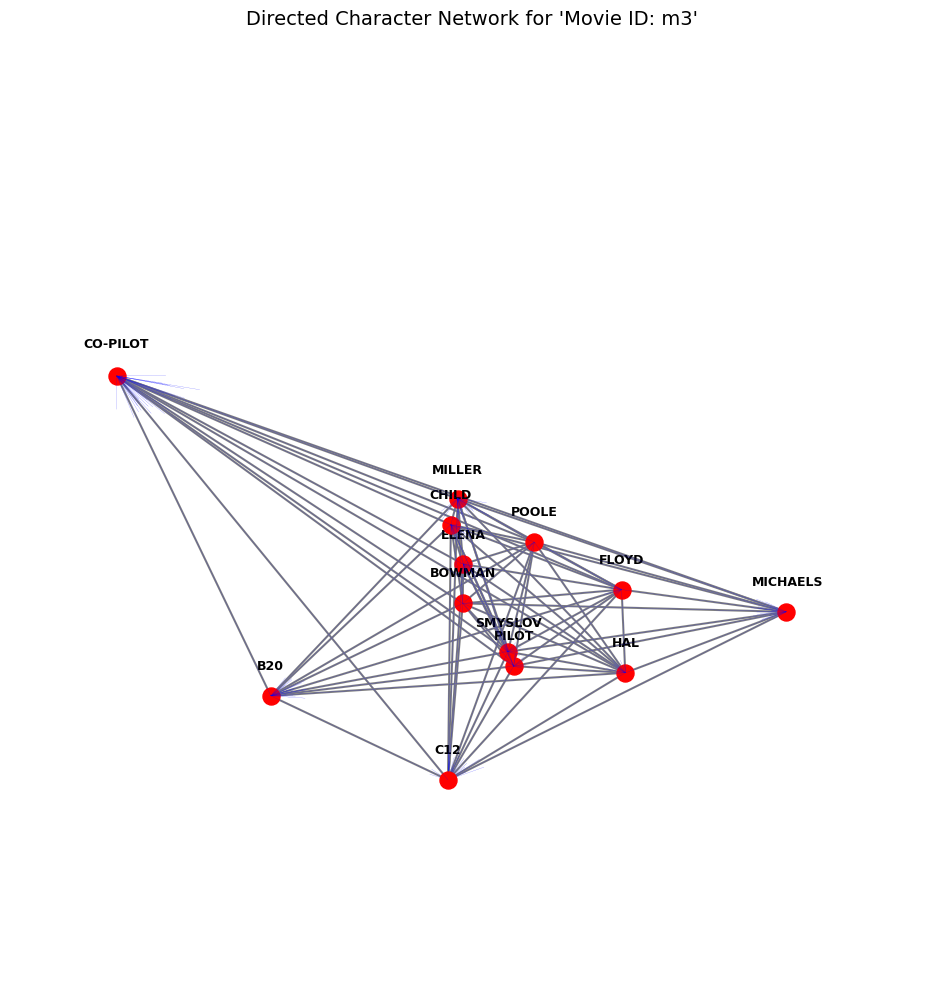 Directed Character Network for 'Movie ID: m3'
CO-PILOT
MILLER
CHILD
POOLE
ELENA
FLOYD
BOWMAN
MICHAELS
SMYSLOV
PILOT
HAL
B20
C12